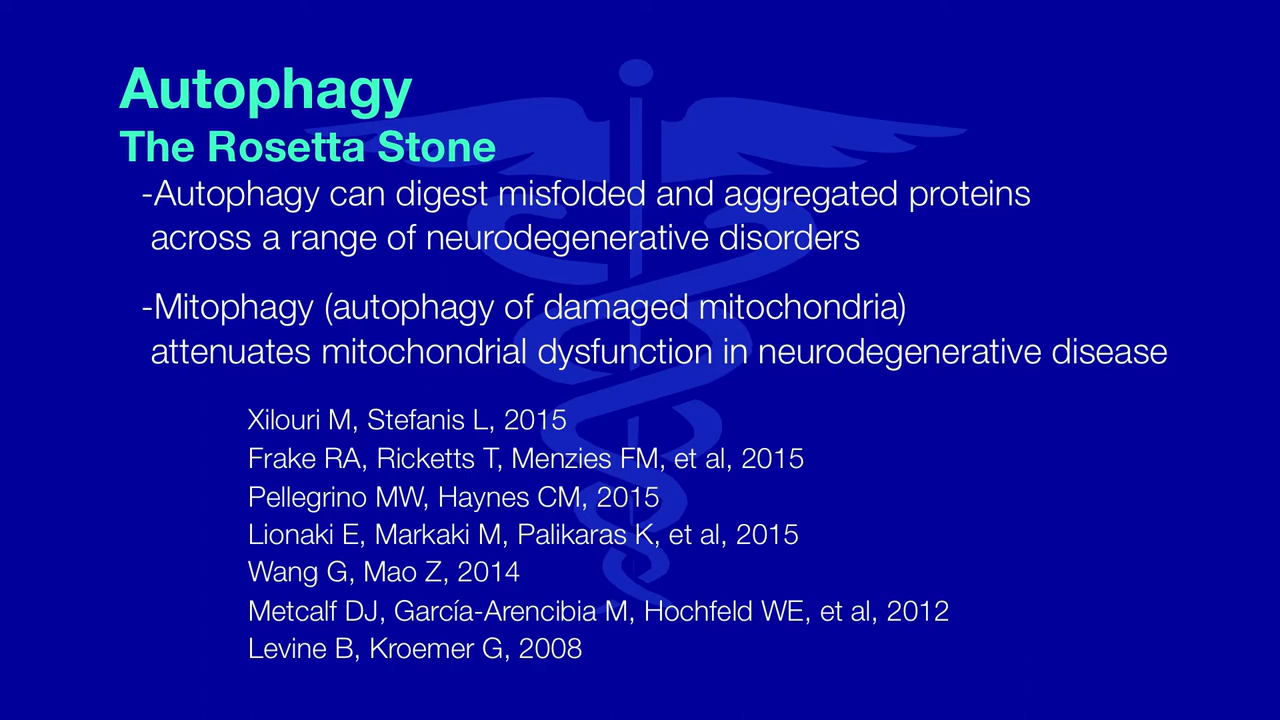 Autophagy
The Rosetta Stone
-Autophagy can digest misfolded and aggregated proteins
across a range of neurodegenerative disorders
-Mitophagy (autophagy of damaged mitochondria)
attenuates mitochondrial dysfunction in neurodegenerative disease
Xilouri M, Stefanis L, 2015
Frake RA, Ricketts T, Menzies FM, et al, 2015
Pellegrino MW, Haynes CM, 2015
Lionaki E, Markaki M, Palikaras K, et al, 2015
Wang G, Mao Z, 2014
Metcalf DJ, García-Arencibia M, Hochfeld WE, et al, 2012
Levine B, Kroemer G, 2008